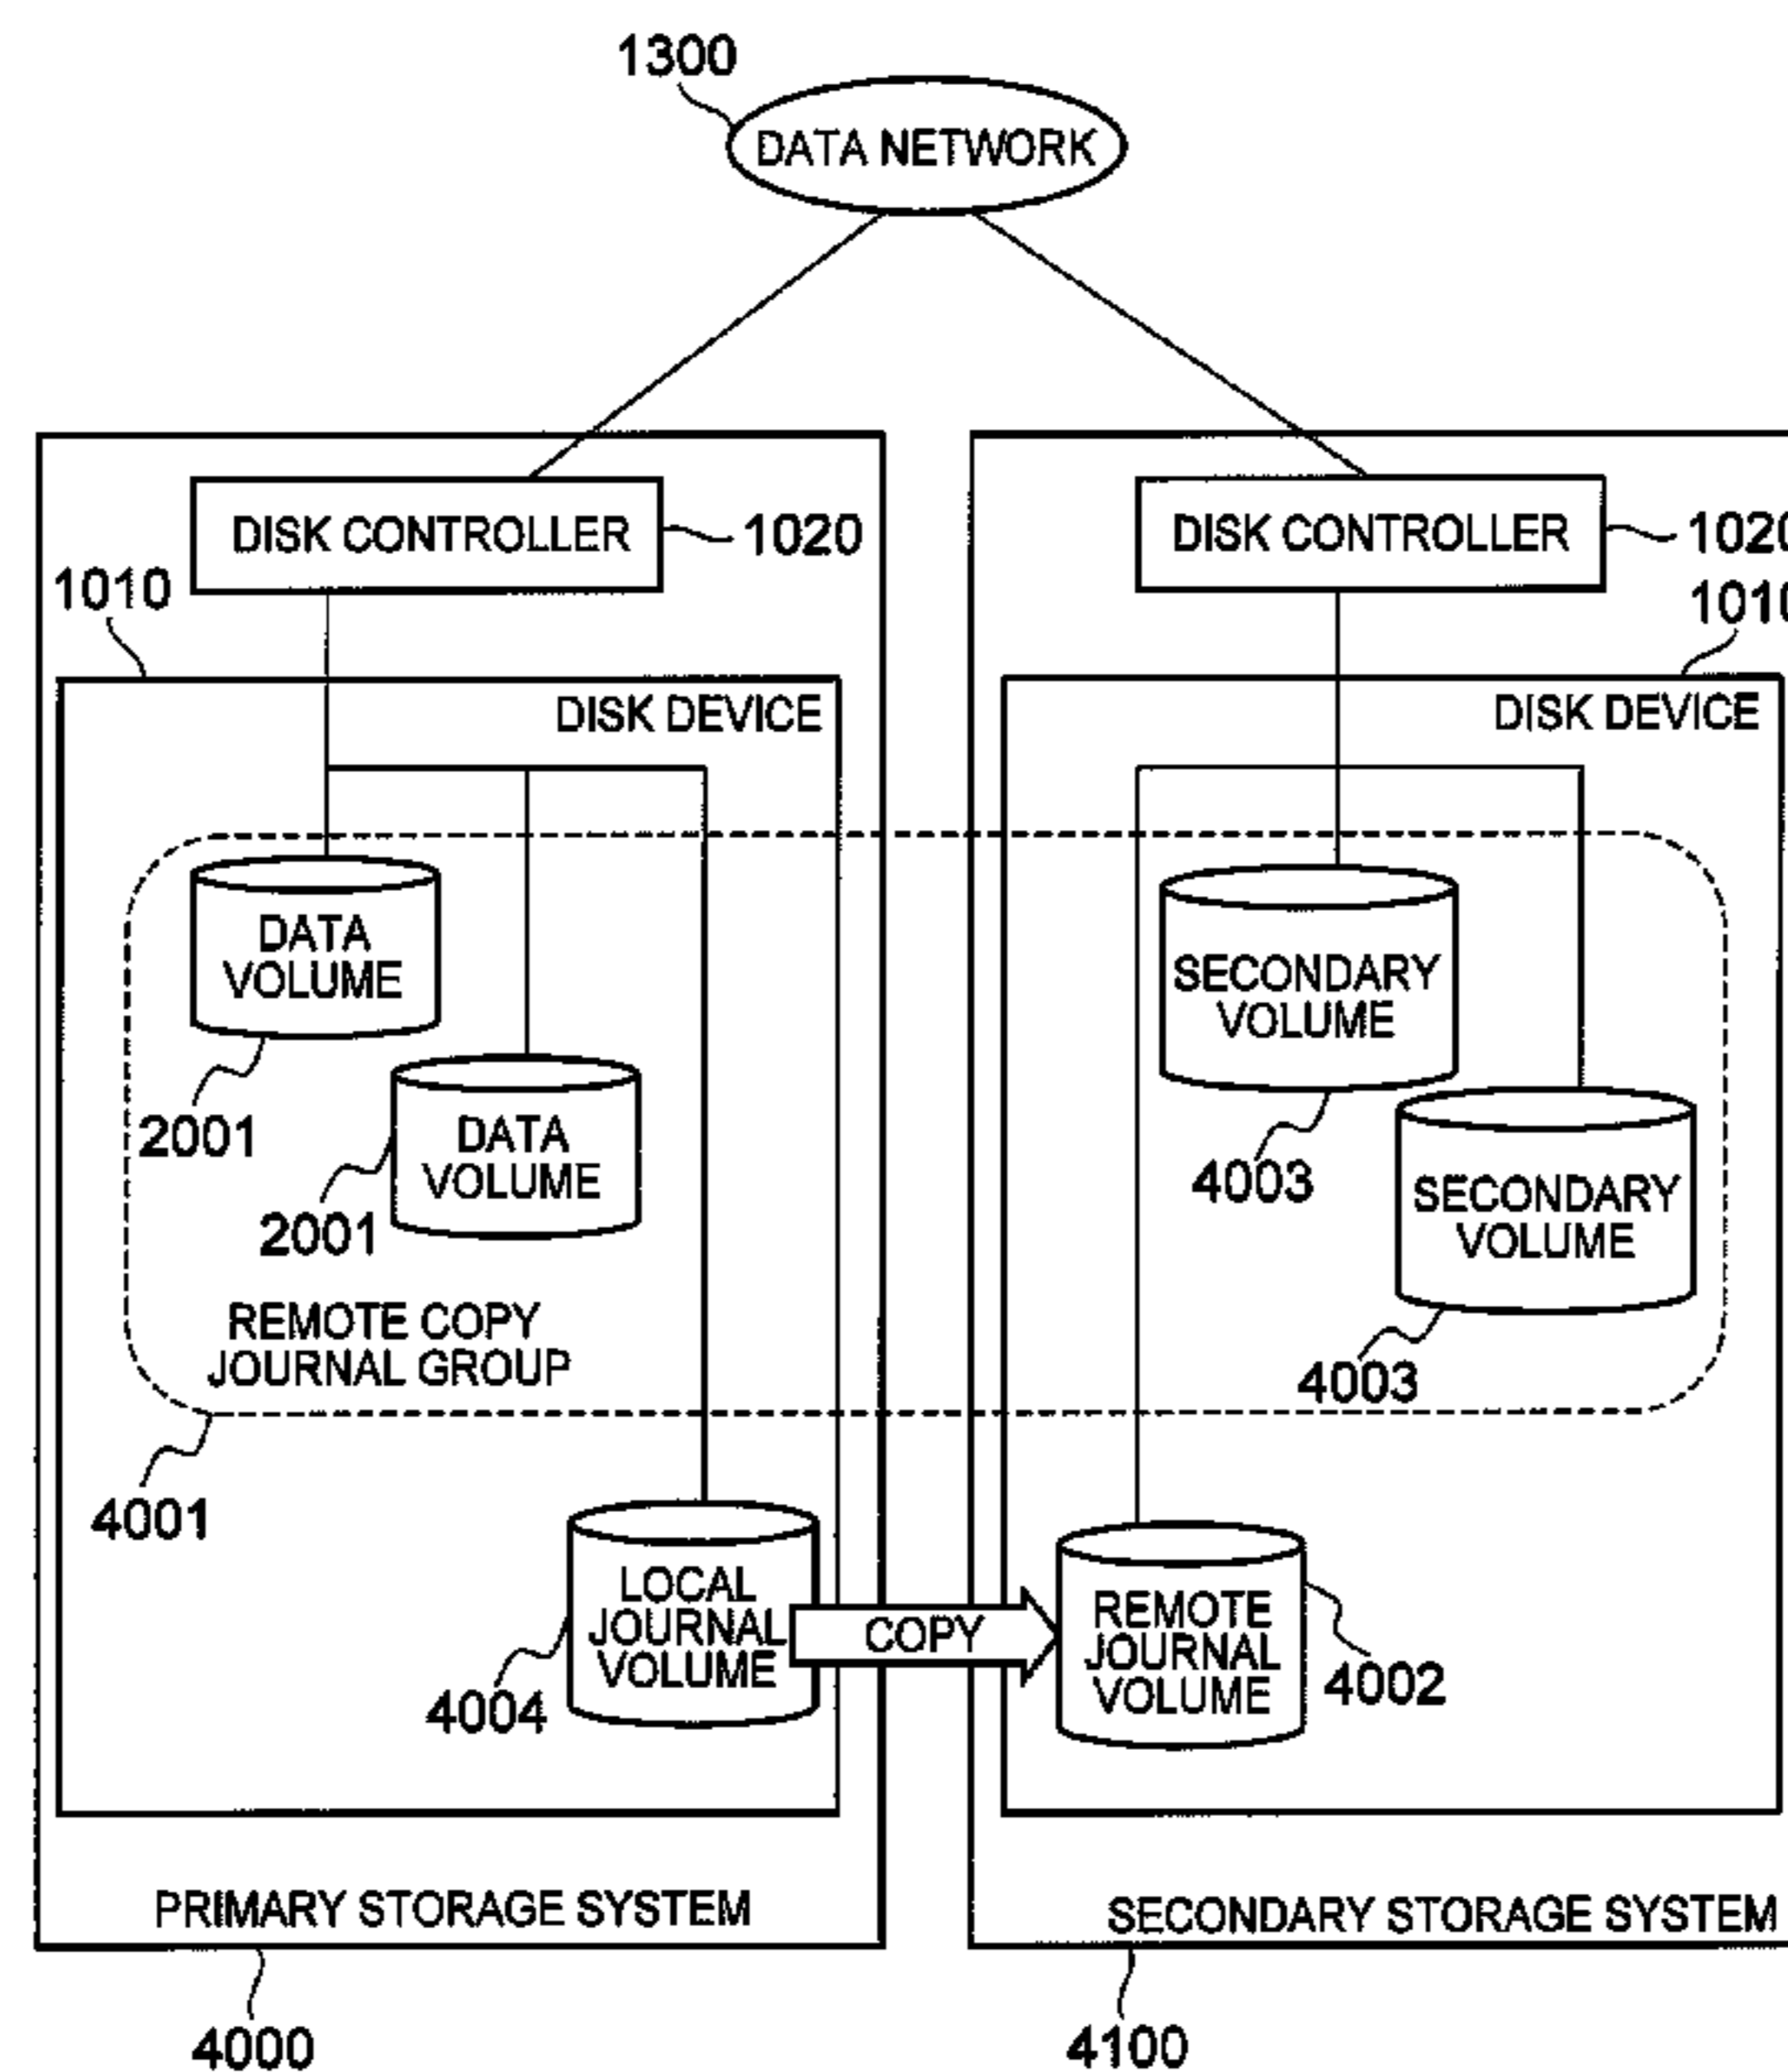 1300
DATA NETWORK
DISK CONTROLLER
1020
DISK CONTROLLER
1020
1010
1010
DISK DEVICE
DISK DEVICE
DATA
VOLUME
2001
DATA
VOLUME
2001
SECONDARY
VOLUME
4003
SECONDARY
VOLUME
4003
REMOTE COPY
JOURNAL GROUP
4001
LOCAL
JOURNAL
VOLUME
4004
COPY
REMOTE
JOURNAL
VOLUME
4002
PRIMARY STORAGE SYSTEM
SECONDARY STORAGE SYSTEM
4000
4100